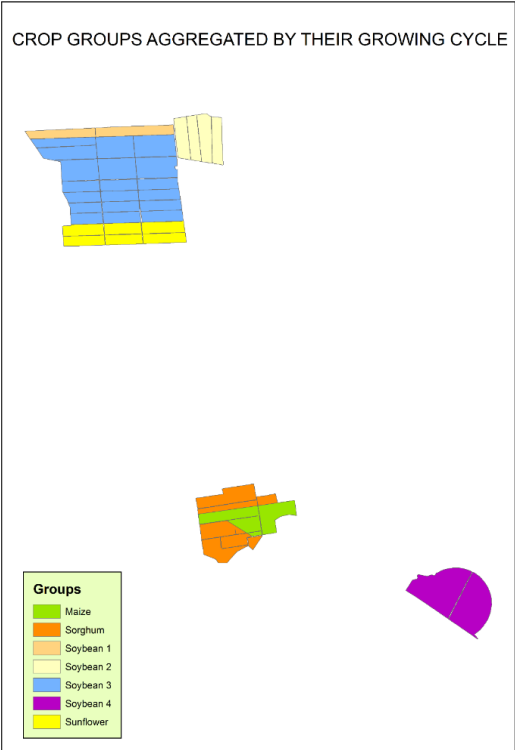 CROP GROUPS AGGREGATED BY THEIR GROWING CYCLE
Groups
Maize
Sorghum
Soybean 1
Soybean 2
Soybean 3
Soybean 4
Sunflower